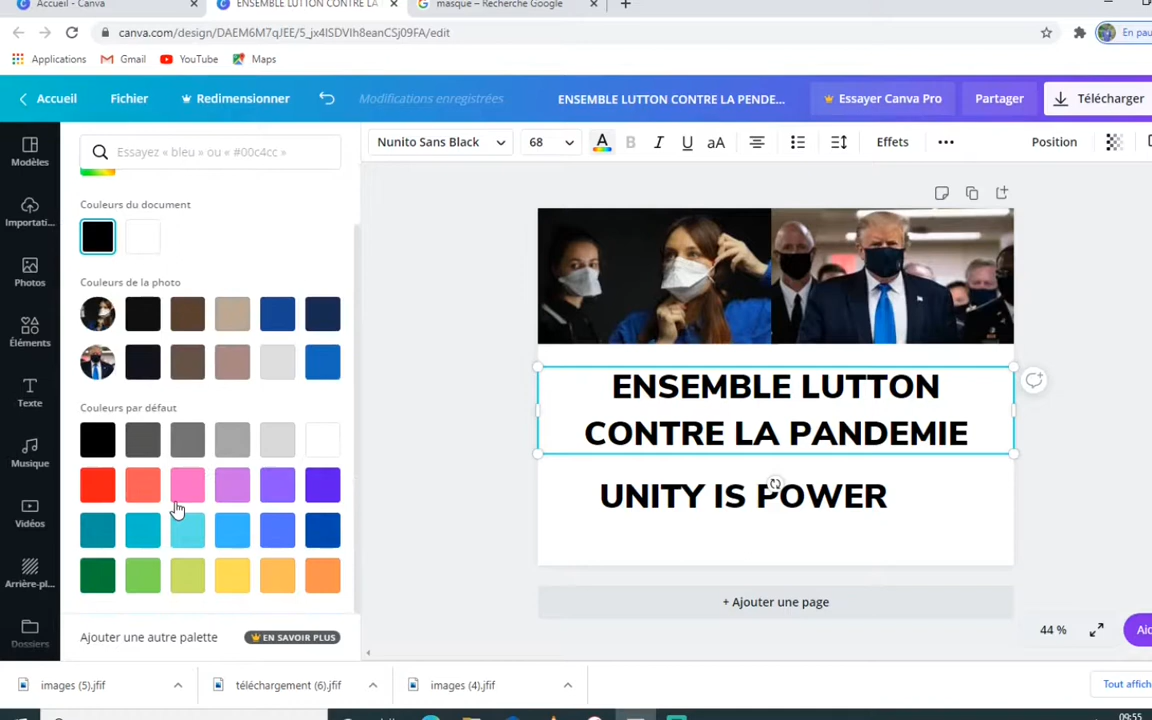 Accueil - Canva
ENSEMBLE LUTTON CONTRE LA
masque – Recherche Google
canva.com/design/DAEM6M7qJEE/5_jx4ISDVIh8eanCSj09FA/edit
En pau
Applications
Gmail
YouTube
Maps
Accueil
Fichier
Redimensionner
Modifications enregistrées
ENSEMBLE LUTTON CONTRE LA PENDE...
Essayer Canva Pro
Partager
Télécharger
Modèles
Importati...
Photos
Éléments
Texte
Musique
Vidéos
Arrière-pl...
Dossiers
Essayez « bleu » ou « #00c4cc »
Nunito Sans Black
68
A
B
I
U
aA
Effets
Position
Couleurs du document
Couleurs de la photo
Couleurs par défaut
Ajouter une autre palette
EN SAVOIR PLUS
ENSEMBLE LUTTON
CONTRE LA PANDEMIE
UNITY IS POWER
+ Ajouter une page
44 %
Aid
images (5).jfif
téléchargement (6).jfif
images (4).jfif
Tout affich
09:55